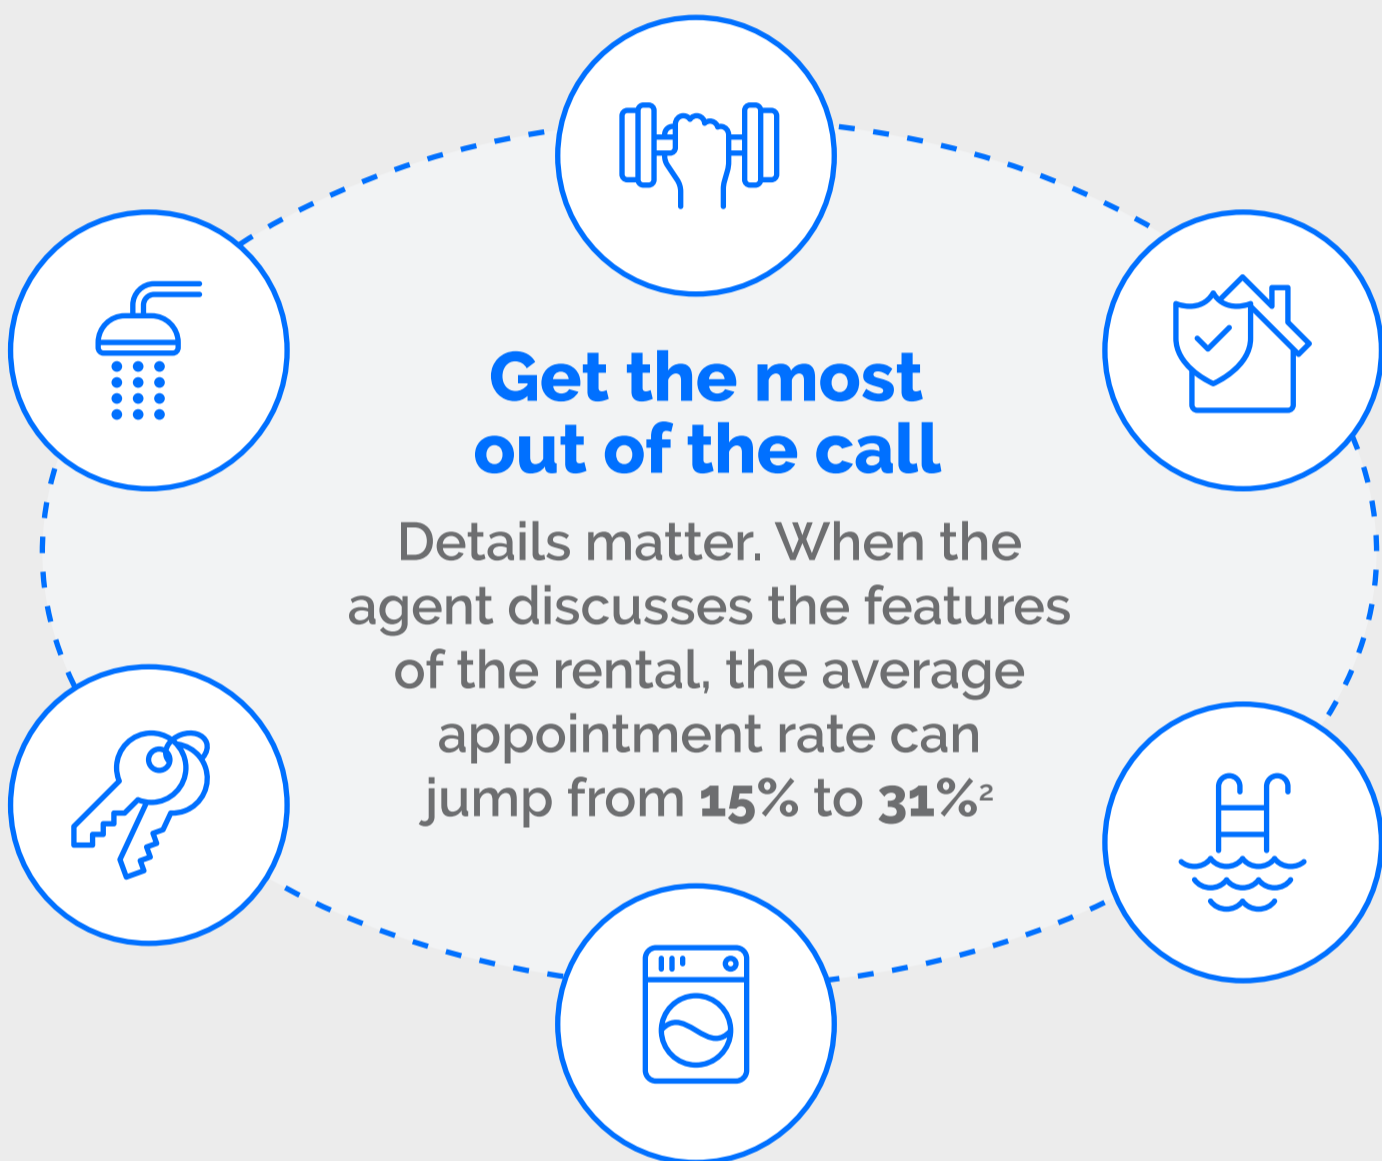 Get the most
out of the call
Details matter. When the
agent discusses the features
of the rental, the average
appointment rate can
jump from 15% to 31%²